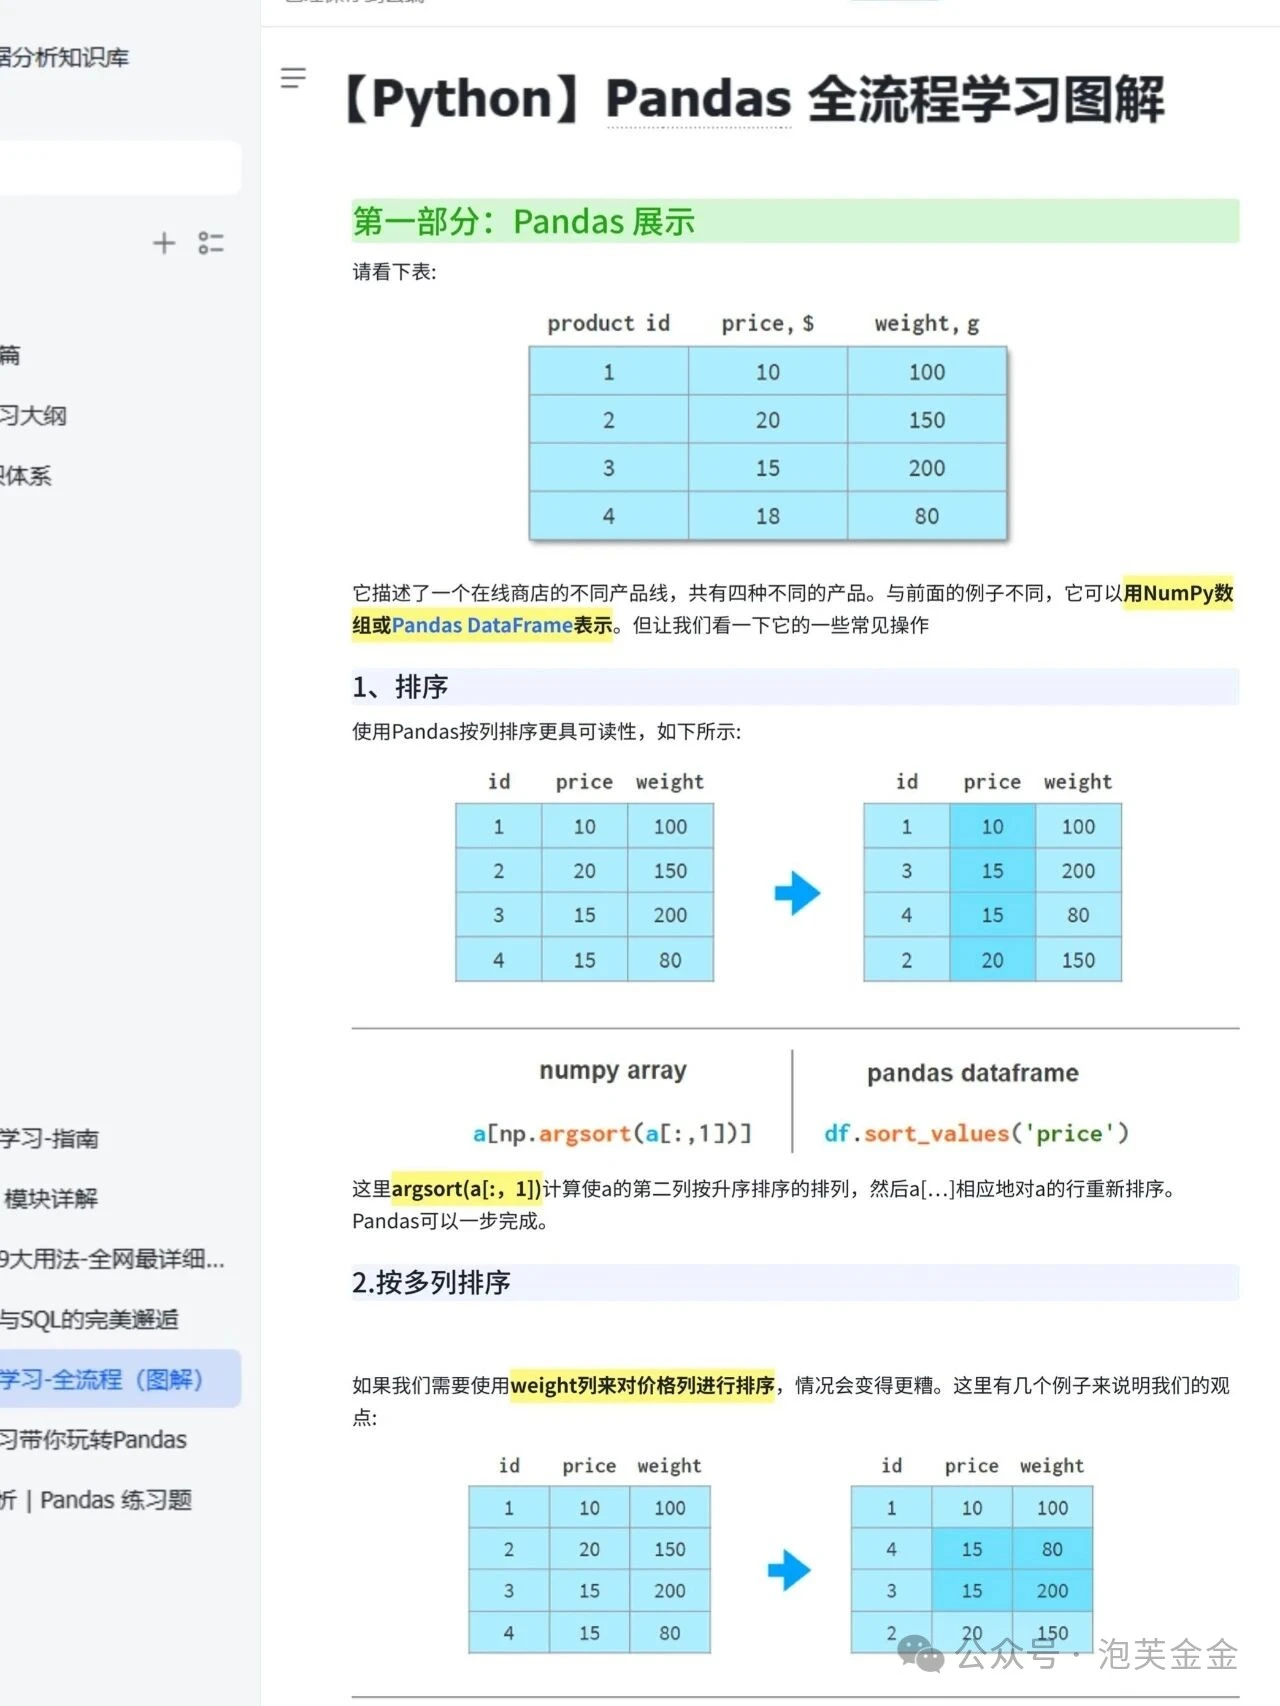 据分析知识库
篇
习大纲
识体系
学习-指南
模块详解
9大用法-全网最详细...
与SQL的完美邂逅
学习-全流程（图解）
习带你玩转Pandas
析 | Pandas 练习题
【Python】Pandas 全流程学习图解
第一部分：Pandas 展示
请看下表:
product id price, $ weight, g
1 10 100
2 20 150
3 15 200
4 18 80
它描述了一个在线商店的不同产品线，共有四种不同的产品。与前面的例子不同，它可以用NumPy数
组或Pandas DataFrame表示。但让我们看一下它的一些常见操作
1、排序
使用Pandas按列排序更具可读性，如下所示:
id price weight
1 10 100
2 20 150
3 15 200
4 15 80
id price weight
1 10 100
3 15 200
4 15 80
2 20 150
numpy array
a[np.argsort(a[:,1])]
pandas dataframe
df.sort_values('price')
这里argsort(a[:，1])计算使a的第二列按升序排序的排列，然后a[…]相应地对a的行重新排序。
Pandas可以一步完成。
2.按多列排序
如果我们需要使用weight列来对价格列进行排序，情况会变得更糟。这里有几个例子来说明我们的观
点:
id price weight
1 10 100
2 20 150
3 15 200
4 15 80
id price weight
1 10 100
4 15 80
3 15 200
2 20 150
公众号 · 泡芙金金